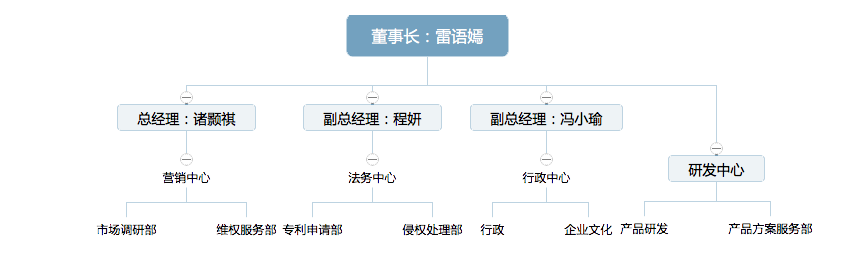 董事长：雷语嫣
总经理：诸颢祺
副总经理：程妍
副总经理：冯小瑜
研发中心
营销中心
法务中心
行政中心
市场调研部
维权服务部
专利申请部
侵权处理部
行政
企业文化
产品研发
产品方案服务部